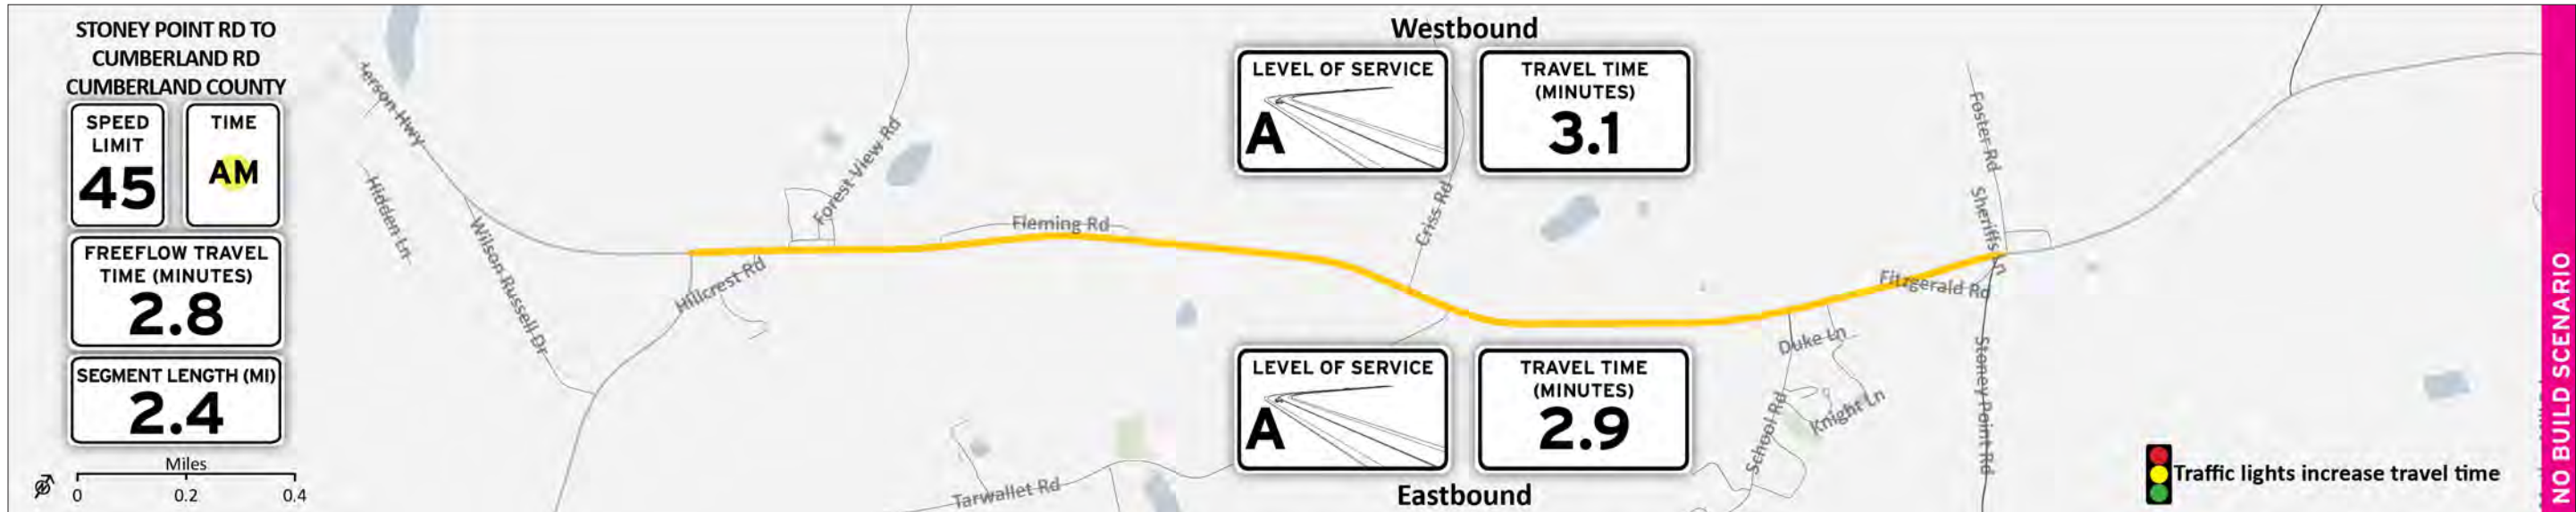 STONEY POINT RD TO
CUMBERLAND RD
CUMBERLAND COUNTY
SPEED
LIMIT
45
TIME
AM
FREEFLOW TRAVEL
TIME (MINUTES)
2.8
SEGMENT LENGTH (MI)
2.4
Miles
0 0.2 0.4
erson Hwy
Hidden Ln
Wilson Russell Dr
Hillcrest Rd
Forest View Rd
Fleming Rd
Tarwallet Rd
Westbound
LEVEL OF SERVICE
A
TRAVEL TIME
(MINUTES)
3.1
Criss Rd
LEVEL OF SERVICE
A
TRAVEL TIME
(MINUTES)
2.9
Eastbound
Foster Rd
Sheriffs Ln
Fitzgerald Rd
Duke Ln
Knight Ln
School Rd
Stoney Point Rd
Traffic lights increase travel time
NO BUILD SCENARIO